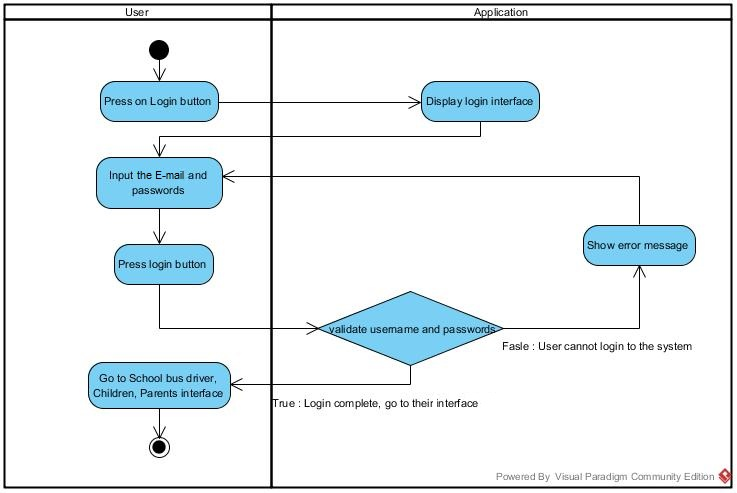 User
Application
Press on Login button
Display login interface
Input the E-mail and
passwords
Show error message
Press login button
validate username and passwords
Fasle : User cannot login to the system
Go to School bus driver,
Children, Parents interface
True : Login complete, go to their interface
Powered By Visual Paradigm Community Edition